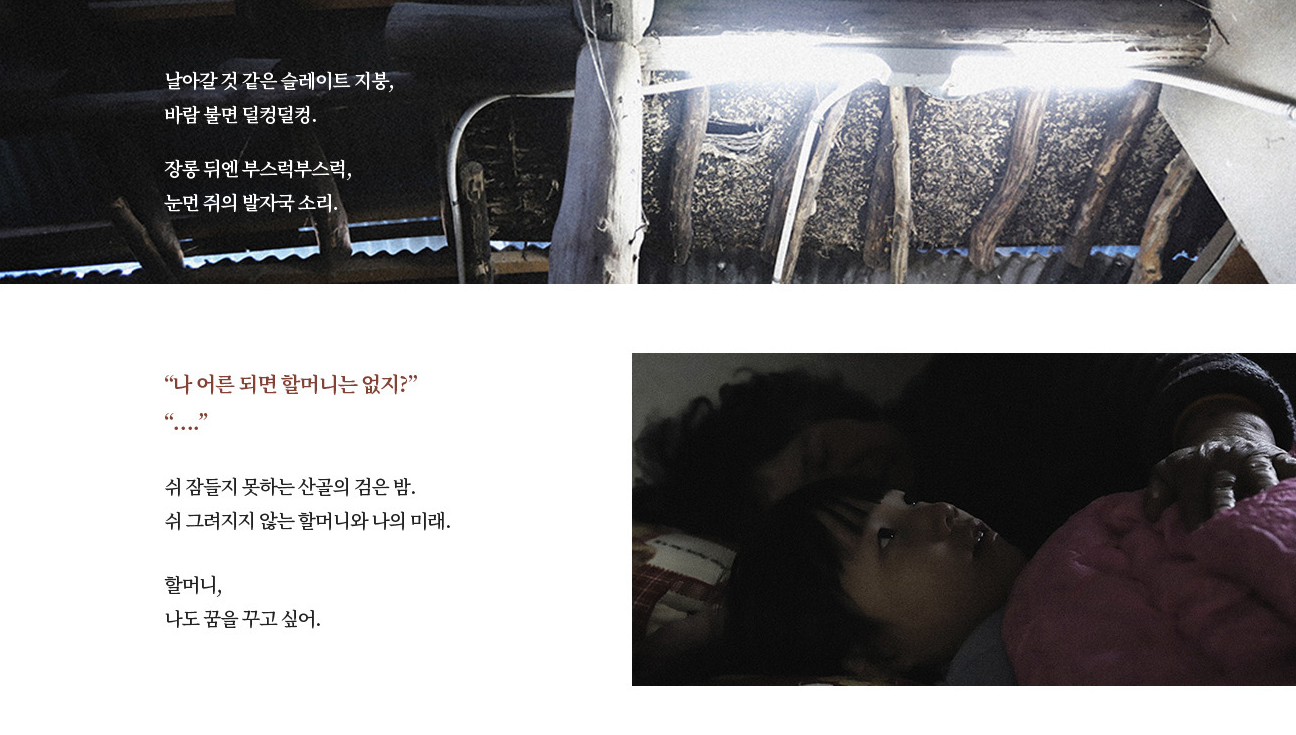 날아갈 것 같은 슬레이트 지붕,
바람 불면 덜컹덜컹.
장롱 뒤엔 부스럭부스럭,
눈먼 쥐의 발자국 소리.
“나 어른 되면 할머니는 없지?”
“....”
쉬 잠들지 못하는 산골의 검은 밤.
쉬 그려지지 않는 할머니와 나의 미래.
할머니,
나도 꿈을 꾸고 싶어.